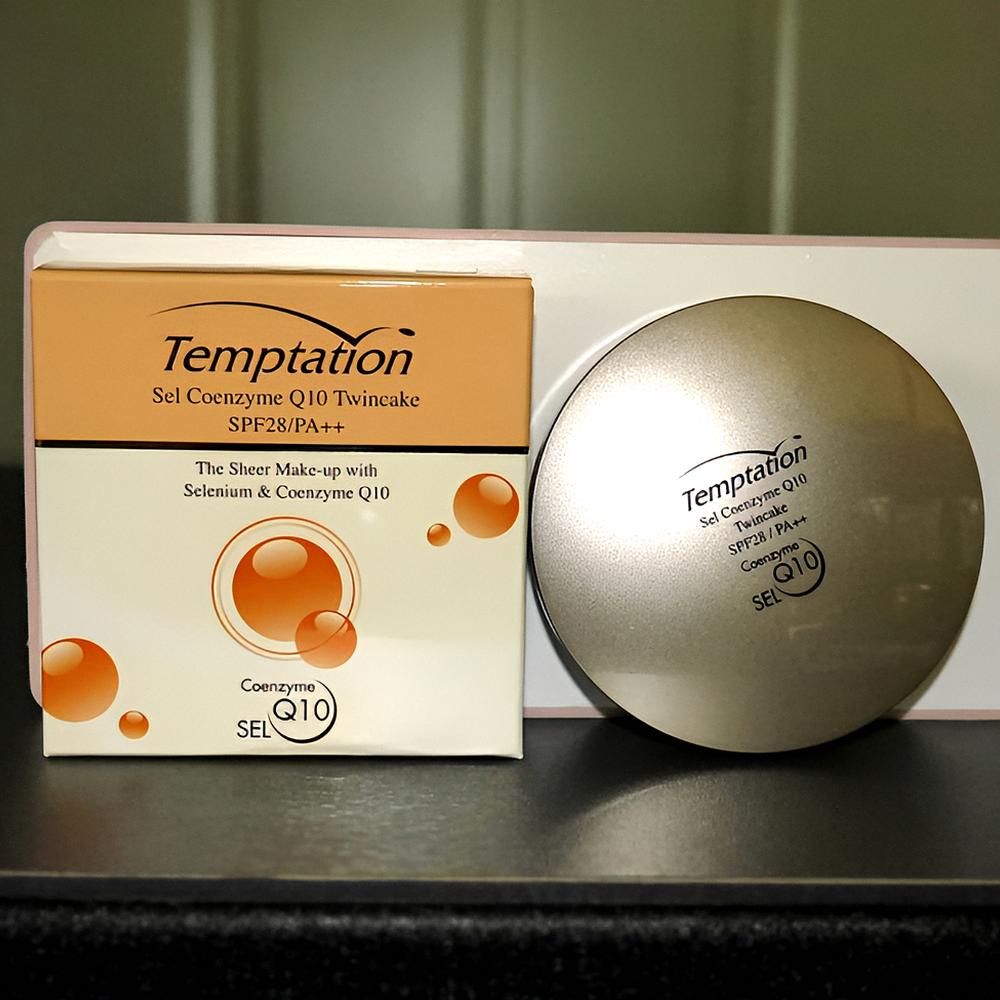 Temptation
Sel Coenzyme Q10 Twincake
SPF28/PA++
The Sheer Make-up with
Selenium & Coenzyme Q10
Coenzyme
Q10
SEL
Temptation
Sel Coenzyme Q10
Twincake
SPF28 / PA++
Coenzyme
Q10
SEL